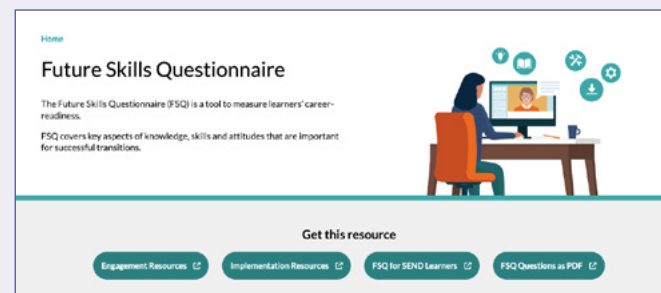 Home
Future Skills Questionnaire
The Future Skills Questionnaire (FSQ) is a tool to measure learners' career-
readiness.
FSQ covers key aspects of knowledge, skills and attitudes that are important
for successful transitions.
Get this resource
Engagement Resources
Implementation Resources
FSQ for SEND Learners
FSQ Questions as PDF